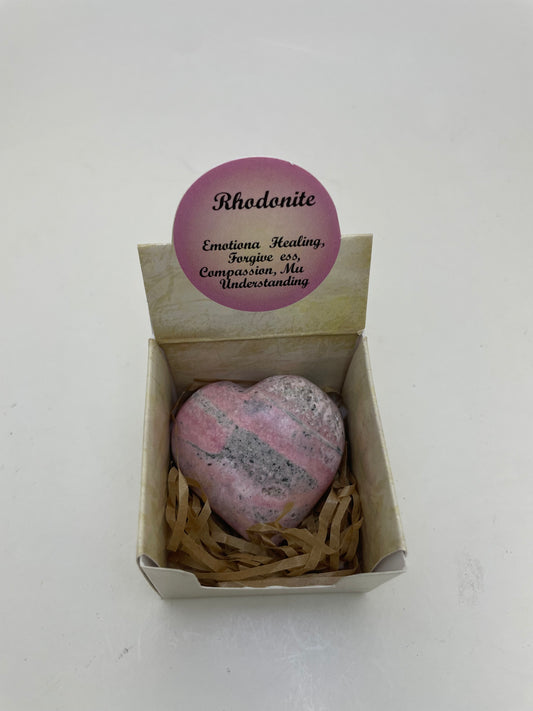 Rhodonite
Emotiona Healing,
Forgive ess,
Compassion, Mu
Understanding